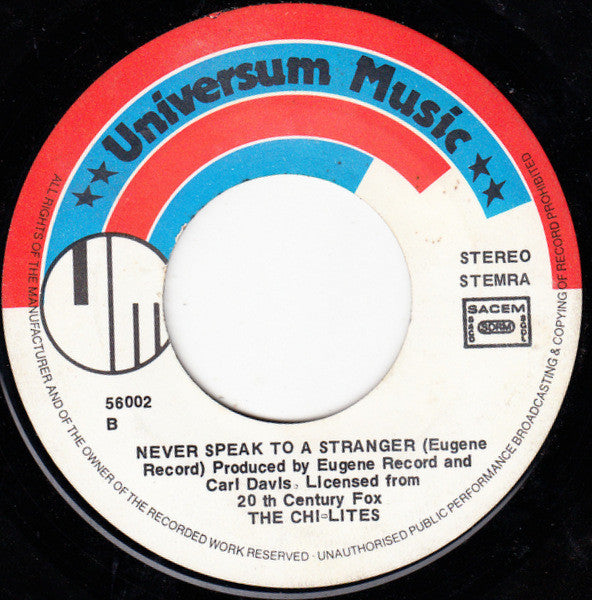 Universum Music
STEREO
STEMRA
SACEM
SDRM
56002
B
NEVER SPEAK TO A STRANGER (Eugene
Record) Produced by Eugene Record and
Carl Davis. Licensed from
20 th Century Fox
THE CHI-LITES
ALL RIGHTS OF THE MANUFACTURER AND OF THE OWNER OF THE RECORDED WORK RESERVED - UNAUTHORISED PUBLIC PERFORMANCE BROADCASTING & COPYING OF RECORD PROHIBITED